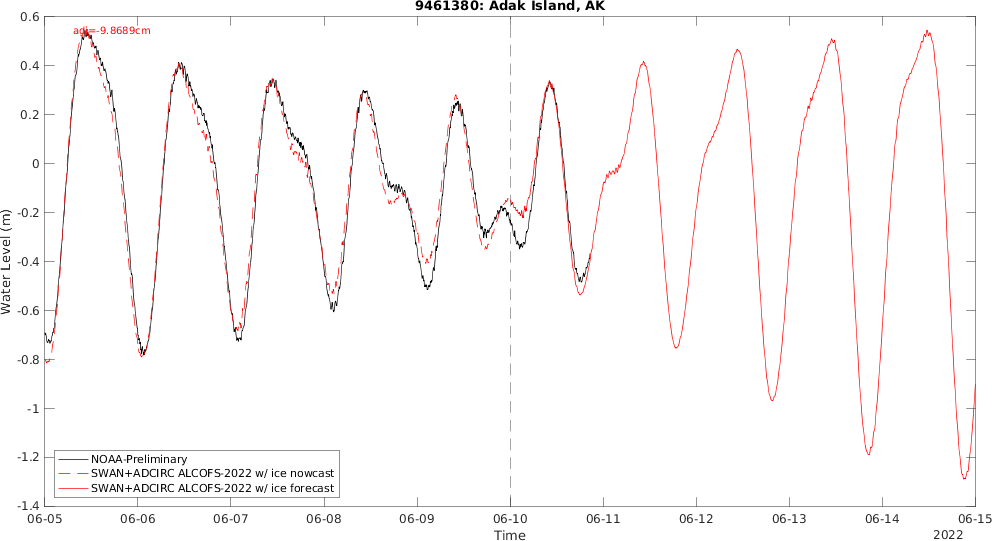 9461380: Adak Island, AK
adj=-9.8689cm
0.6
0.4
0.2
0
-0.2
-0.4
-0.6
-0.8
-1
-1.2
-1.4
Water Level (m)
NOAA-Preliminary
SWAN+ADCIRC ALCOFS-2022 w/ ice nowcast
SWAN+ADCIRC ALCOFS-2022 w/ ice forecast
06-05 06-06 06-07 06-08 06-09 06-10 06-11 06-12 06-13 06-14 06-15
Time
2022